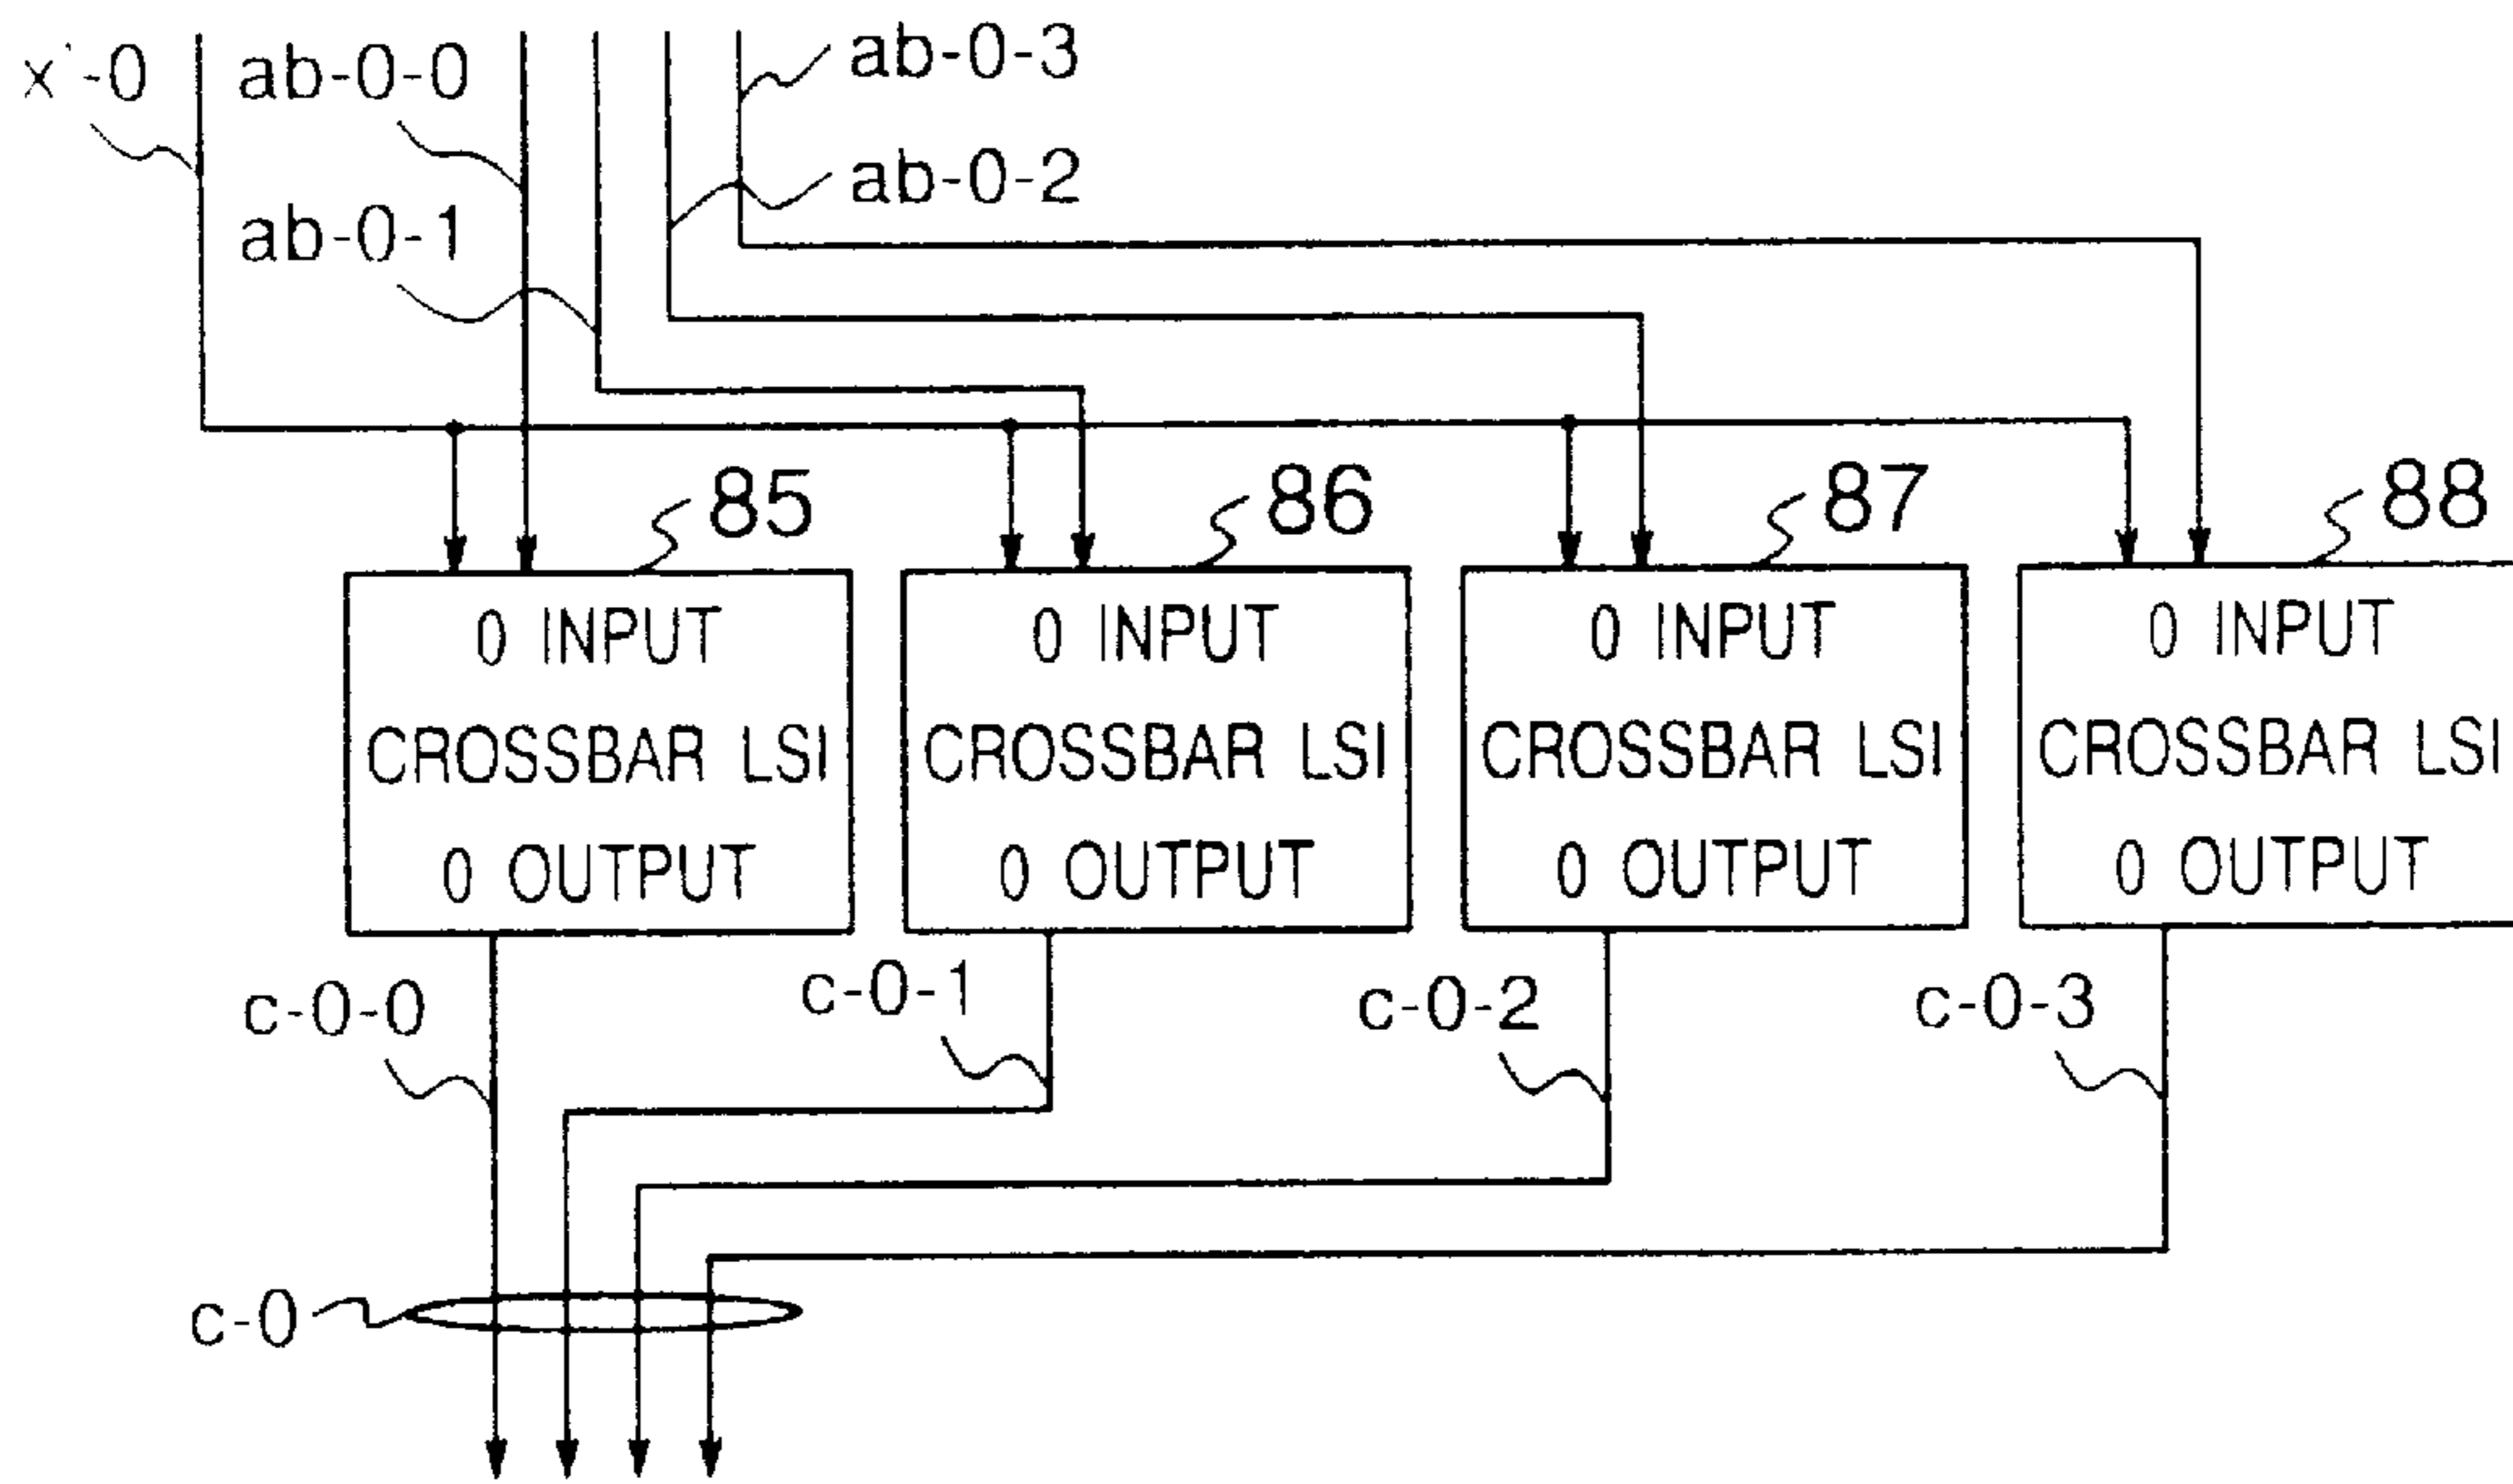 x'-0
ab-0-0
ab-0-3
ab-0-2
ab-0-1
85
86
87
88
0 INPUT
CROSSBAR LSI
0 OUTPUT
0 INPUT
CROSSBAR LSI
0 OUTPUT
0 INPUT
CROSSBAR LSI
0 OUTPUT
0 INPUT
CROSSBAR LSI
0 OUTPUT
c-0-0
c-0-1
c-0-2
c-0-3
c-0